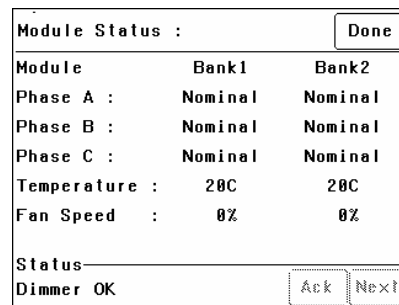 Module Status : Done
Module Bank1 Bank2
Phase A : Nominal Nominal
Phase B : Nominal Nominal
Phase C : Nominal Nominal
Temperature : 20C 20C
Fan Speed : 0% 0%
Status
Dimmer OK Ack Next